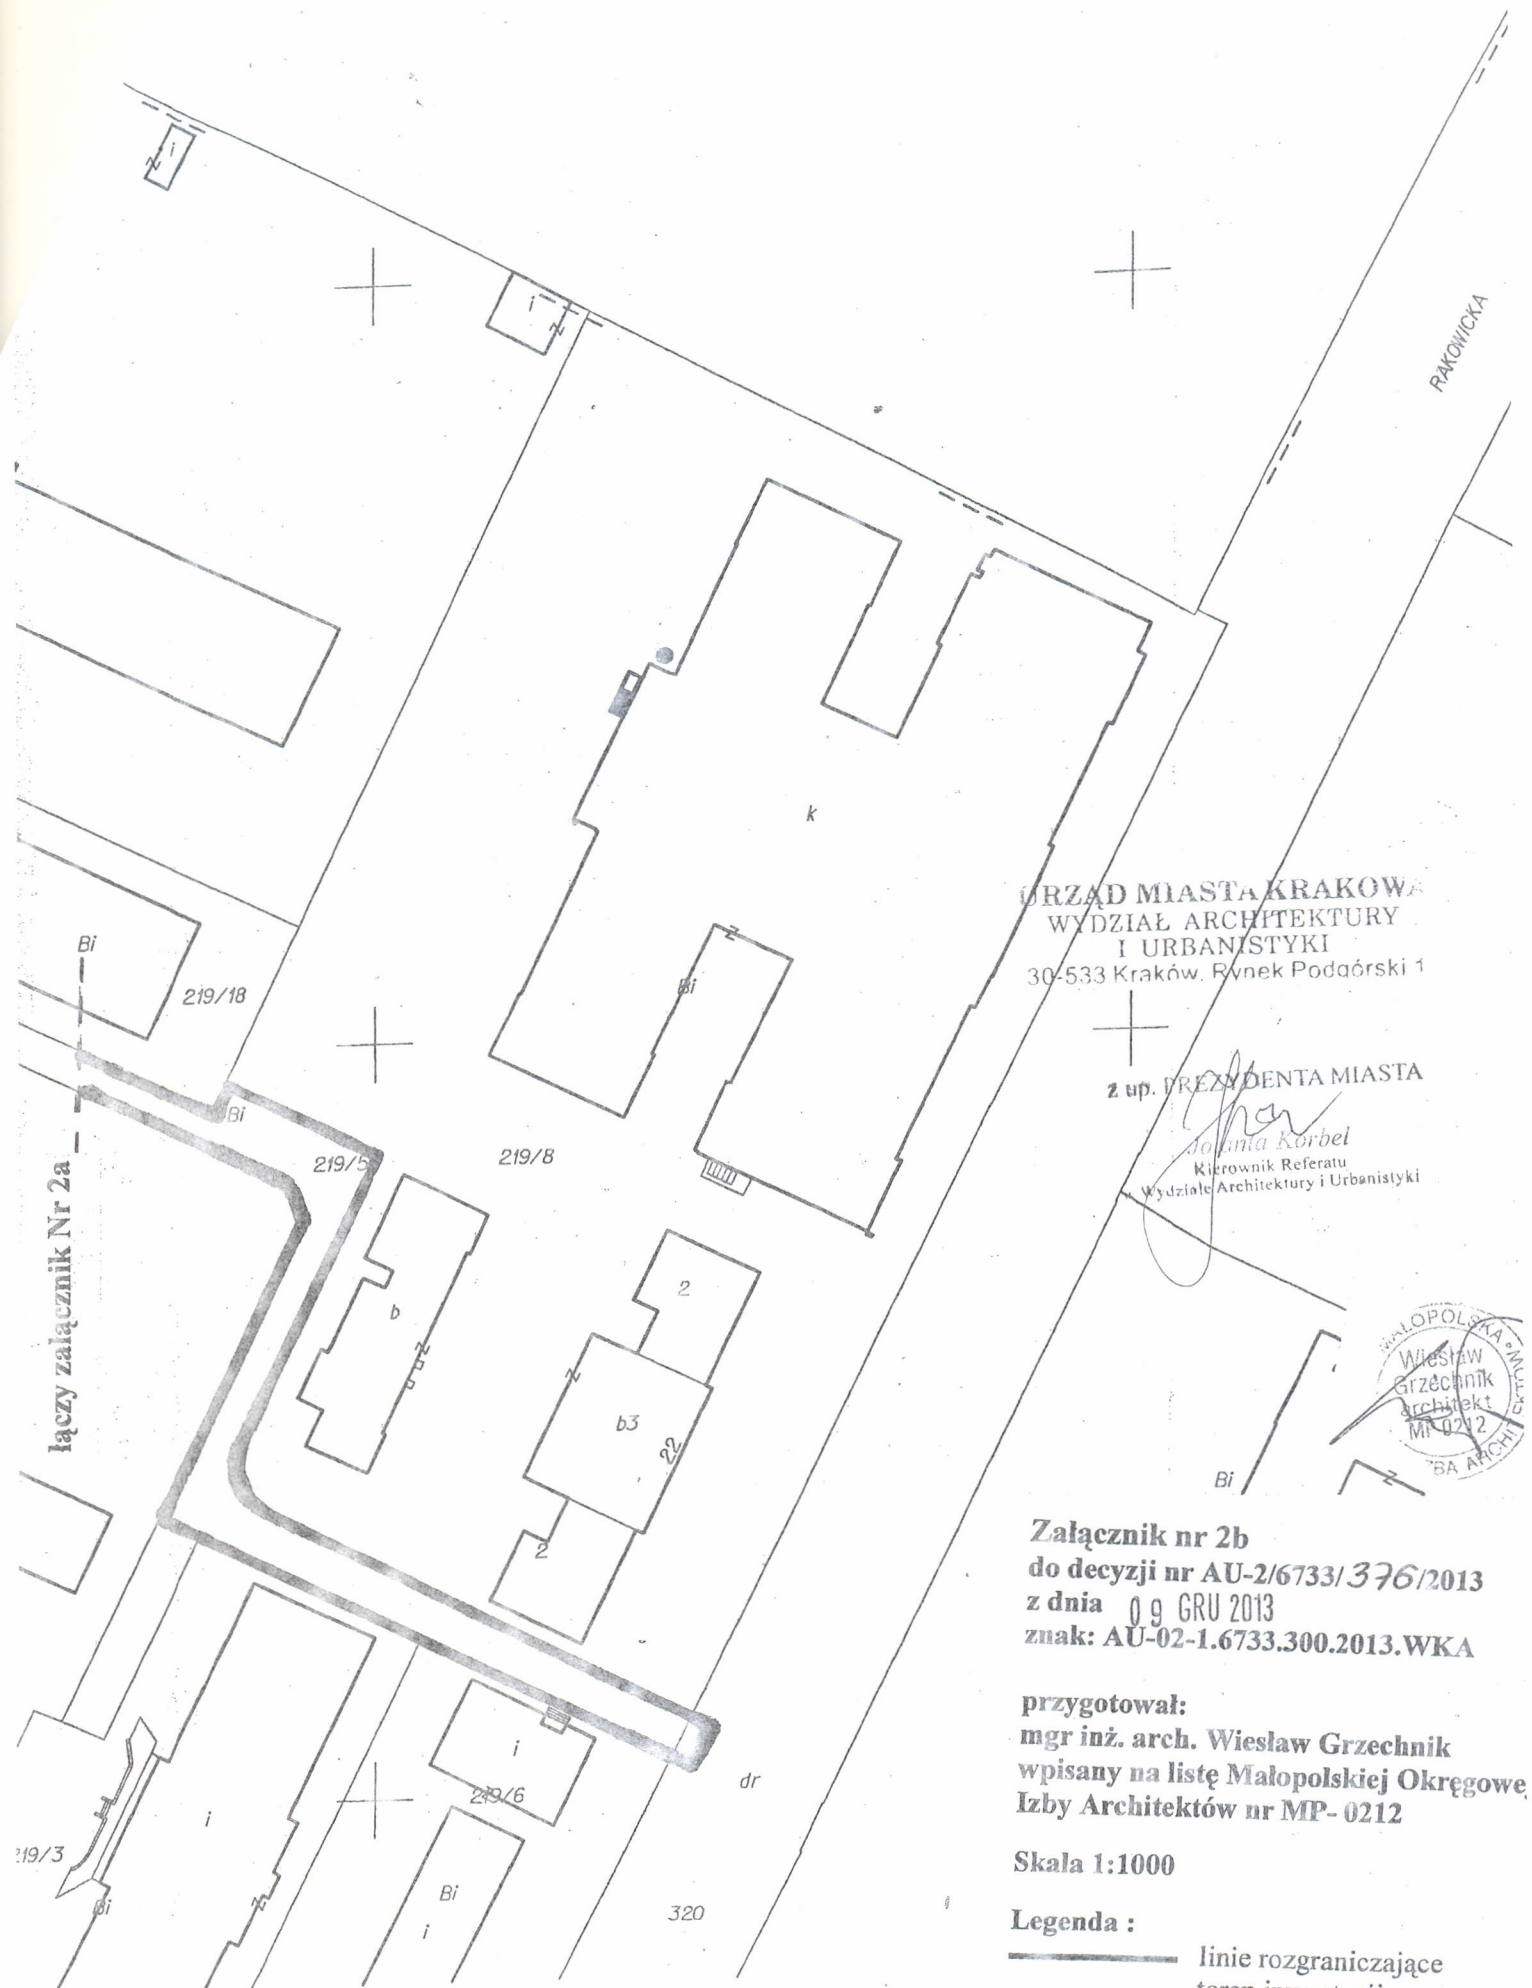 i
i
RAKOWICKA
k
URZĄD MIASTA KRAKOWA
WYDZIAŁ ARCHITEKTURY
I URBANISTYKI
30-533 Kraków, Rynek Podgórski 1
Bi
219/18
Bi
z up. PREZYDENTA MIASTA
Jolanta Korbel
Kierownik Referatu
w Wydziale Architektury i Urbanistyki
Bi
219/5
219/8
łączy załącznik Nr 2a
b
2
b3
22
2
MAŁOPOLSKA
Wiesław
Grzechnik
architekt
MP 0212
Bi
Załącznik nr 2b
do decyzji nr AU-2/6733/376/2013
z dnia 09 GRU 2013
znak: AU-02-1.6733.300.2013.WKA
przygotował:
mgr inż. arch. Wiesław Grzechnik
wpisany na listę Małopolskiej Okręgowe
Izby Architektów nr MP- 0212
Skala 1:1000
Legenda :
linie rozgraniczające
dr
i
219/6
i
219/3
Bi
Bi
i
320